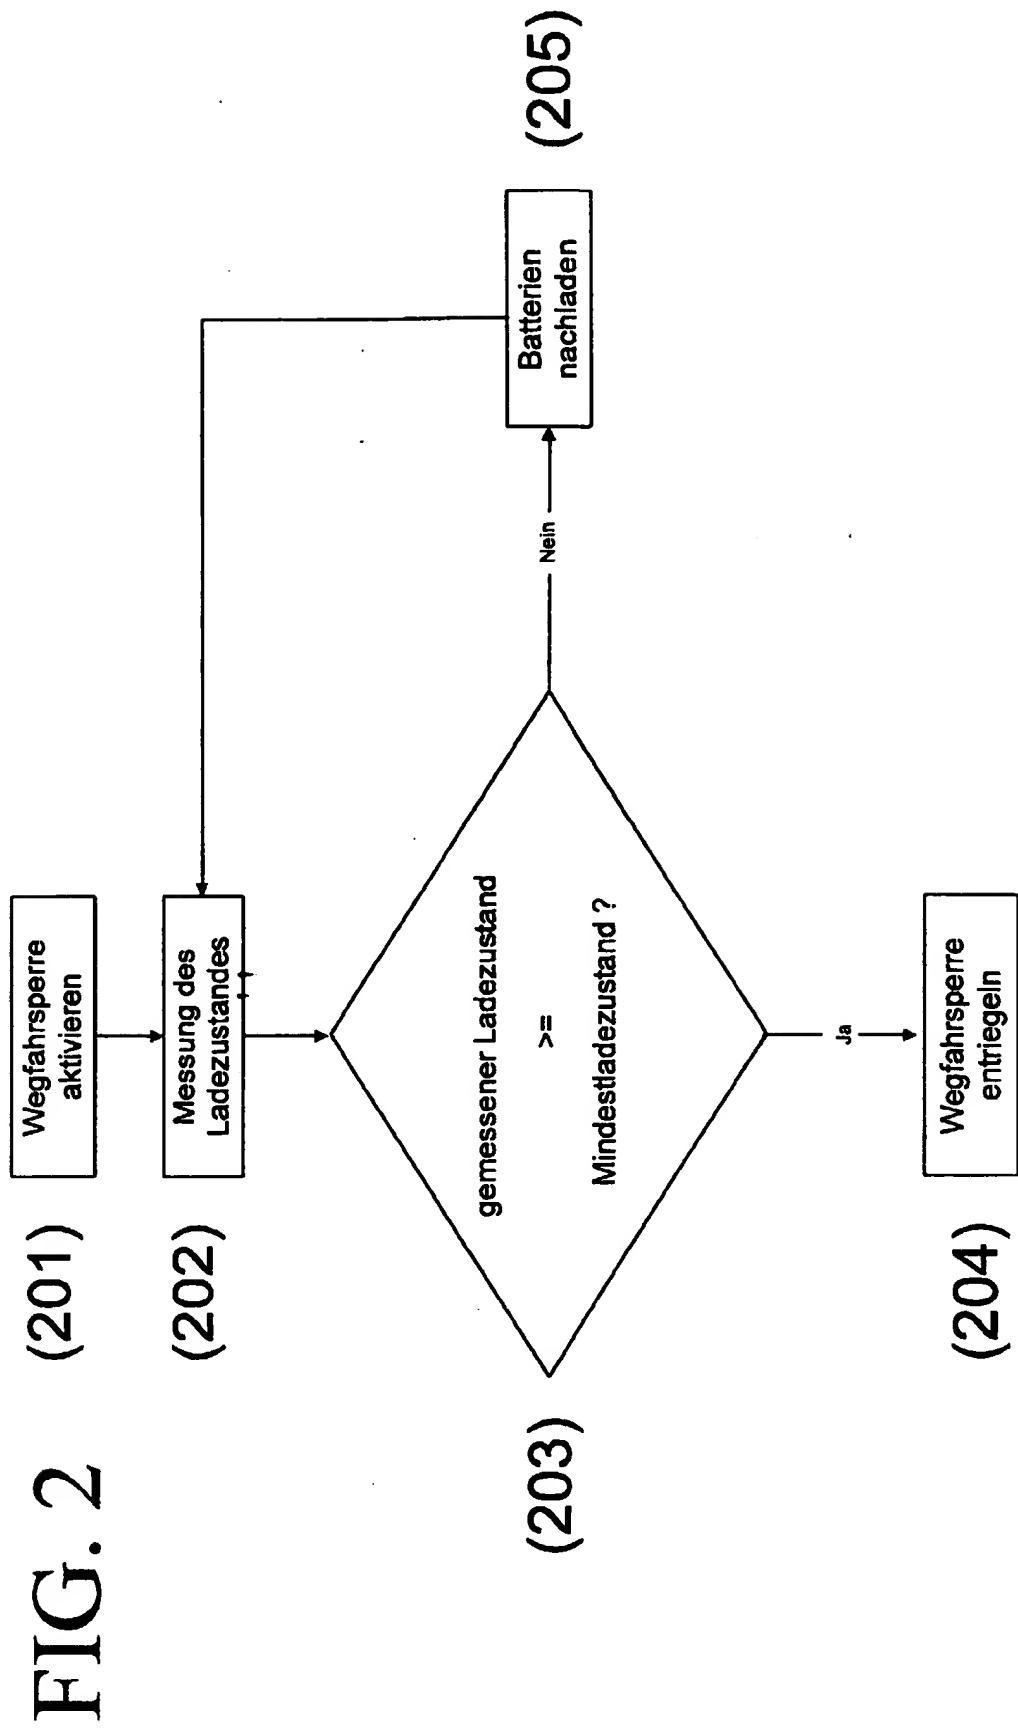 FIG. 2
(201)
Wegfahrsperre
aktivieren
(202)
Messung des
Ladezustandes
(203)
gemessener Ladezustand
>=
Mindestladezustand ?
Nein
Batterien
nachladen
(205)
Ja
(204)
Wegfahrsperre
entriegeln